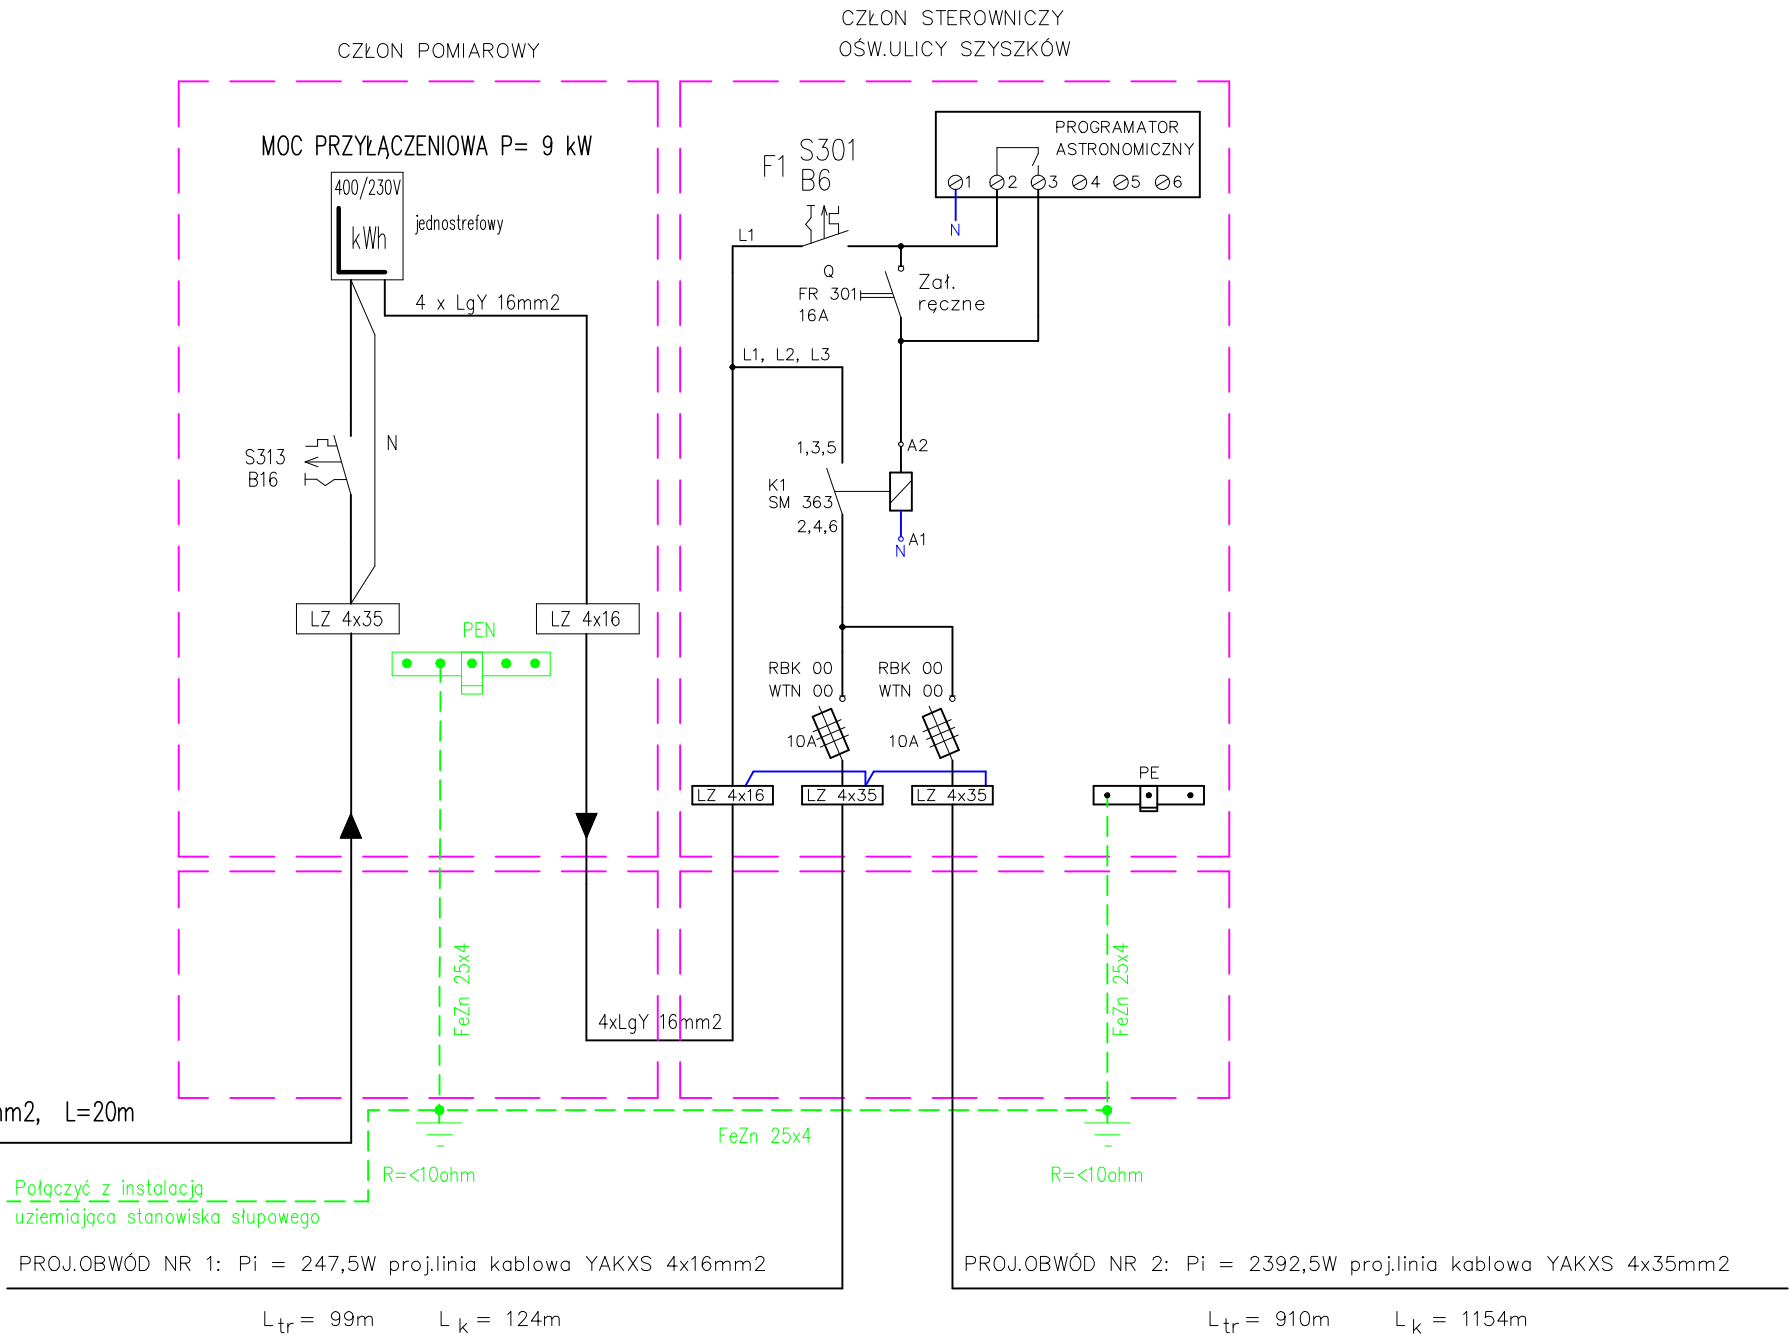 CZŁON STEROWNICZY
OŚW.ULICY SZYSZKÓW
CZŁON POMIAROWY
MOC PRZYŁĄCZENIOWA P= 9 kW
400/230V
kWh
jednostrefowy
4 x LgY 16mm2
N
S313
B16
LZ 4x35
LZ 4x16
PEN
FeZn 25x4
4xLgY 16mm2
F1
S301
B6
PROGRAMATOR
ASTRONOMICZNY
1 2 3 4 5 6
N
L1
Q
FR 301
16A
Zał.
ręczne
L1, L2, L3
1,3,5
A2
K1
SM 363
2,4,6
A1
N
RBK 00
WTN 00
10A
RBK 00
WTN 00
10A
LZ 4x16
LZ 4x35
LZ 4x35
PE
FeZn 25x4
L=20m
FeZn 25x4
R=<10ohm
R=<10ohm
Połączyć z instalacją
uziemiająca stanowiska słupowego
PROJ.OBWÓD NR 1: Pi = 247,5W proj.linia kablowa YAKXS 4x16mm2
Ltr = 99m Lk = 124m
PROJ.OBWÓD NR 2: Pi = 2392,5W proj.linia kablowa YAKXS 4x35mm2
Ltr = 910m Lk = 1154m